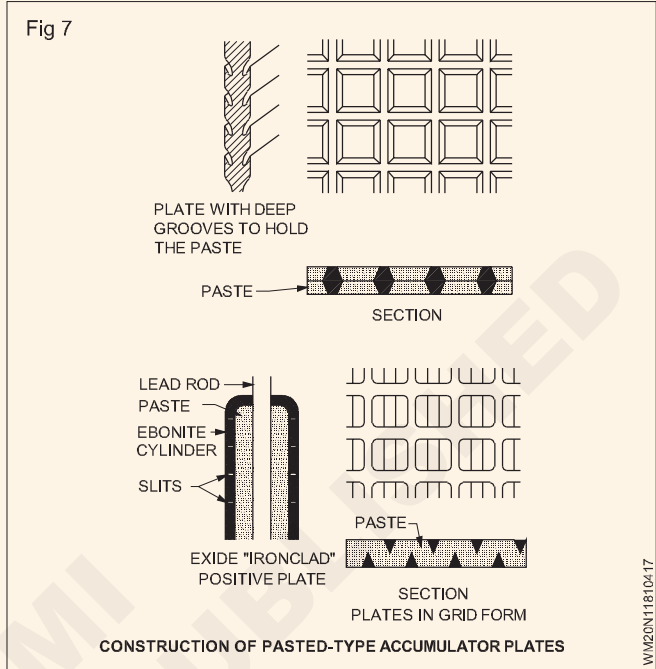 Fig 7
PLATE WITH DEEP
GROOVES TO HOLD
THE PASTE
PASTE
SECTION
LEAD ROD
PASTE
EBONITE
CYLINDER
SLITS
EXIDE "IRONCLAD"
POSITIVE PLATE
PASTE
SECTION
PLATES IN GRID FORM
CONSTRUCTION OF PASTED-TYPE ACCUMULATOR PLATES
WM20N11810417